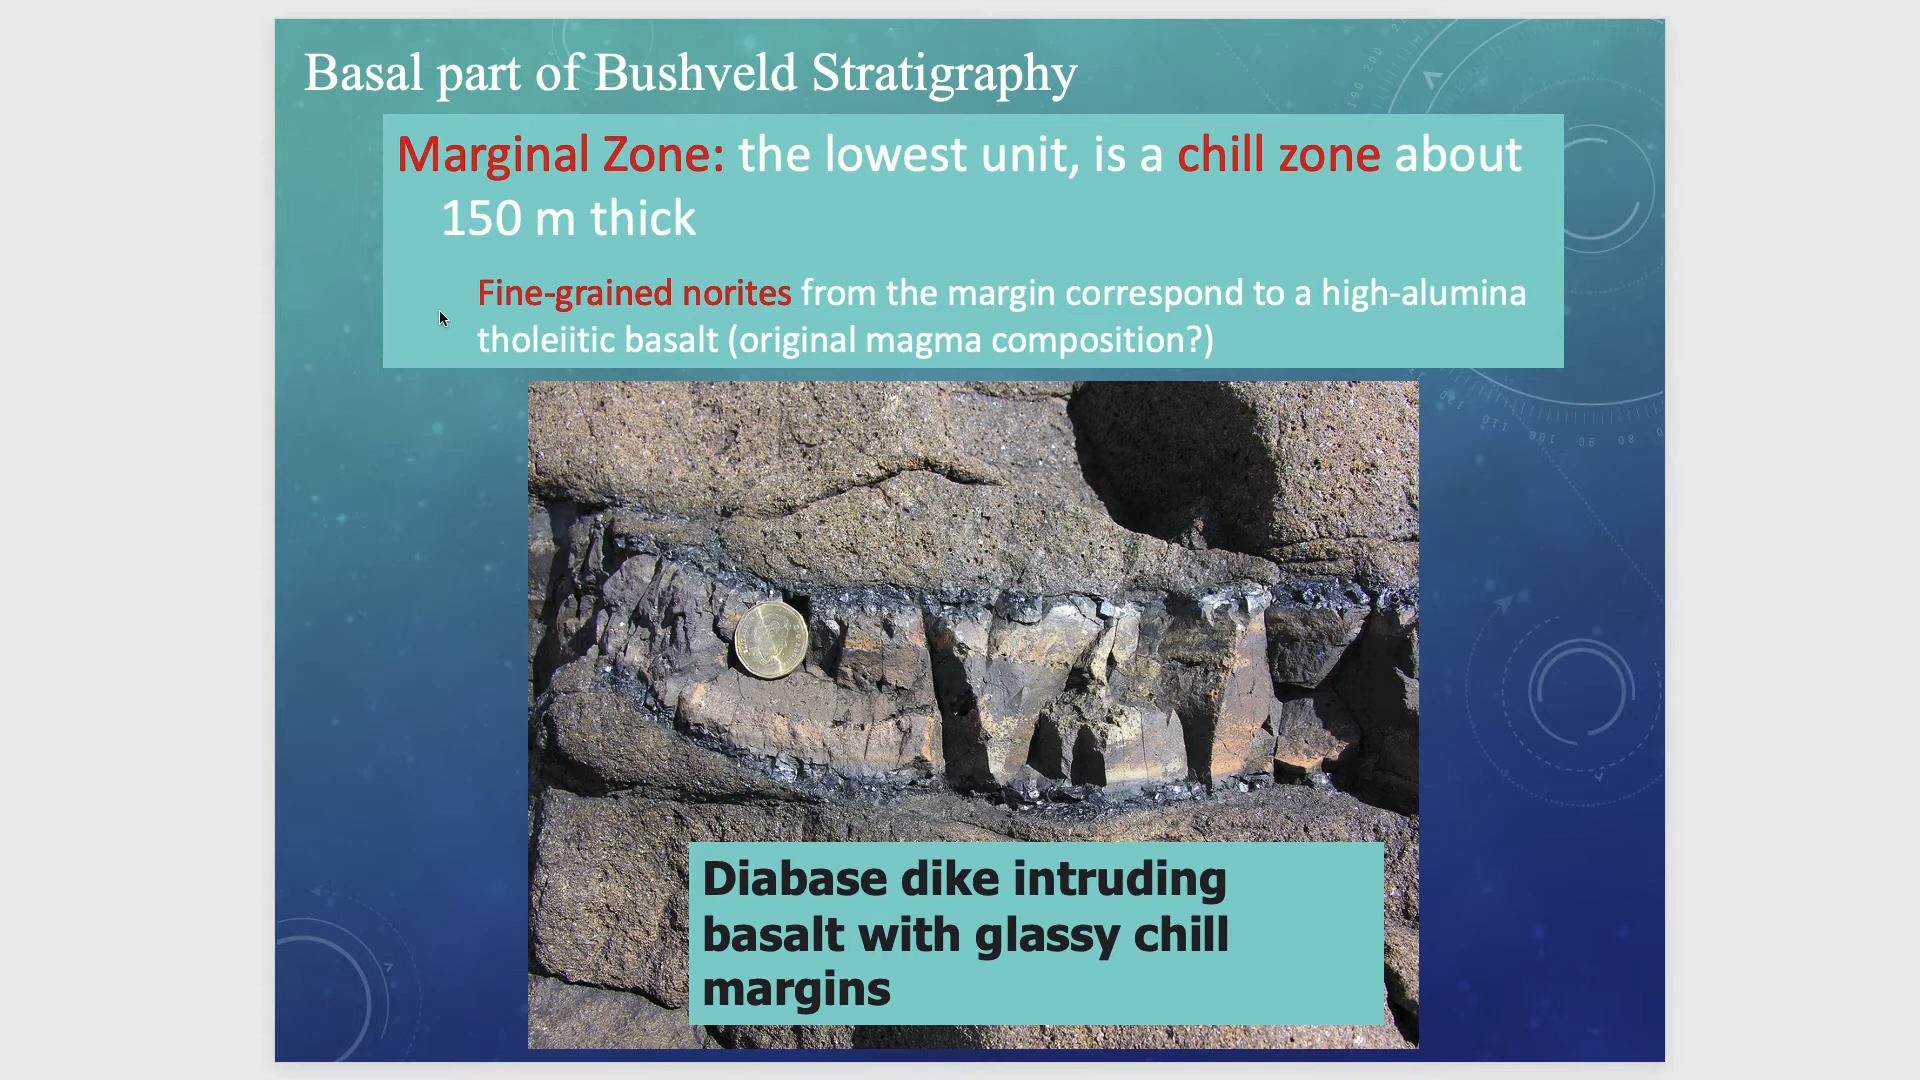 Basal part of Bushveld Stratigraphy
Marginal Zone: the lowest unit, is a chill zone about
150 m thick
Fine-grained norites from the margin correspond to a high-alumina
tholeiitic basalt (original magma composition?)
Diabase dike intruding
basalt with glassy chill
margins